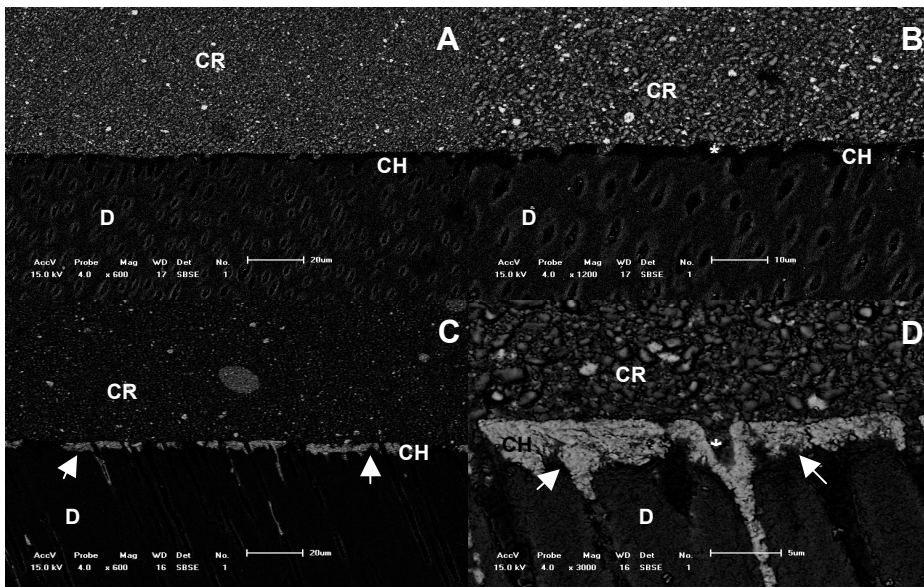 A
CR
CH
D
AccV Probe Mag WD Det No.
15.0 kV 4.0 x 600 17 SBSE 1
20um
B
CR
*
CH
D
AccV Probe Mag WD Det No.
15.0 kV 4.0 x 1200 17 SBSE 1
10um
C
CR
CH
D
AccV Probe Mag WD Det No.
15.0 kV 4.0 x 600 16 SBSE 1
20um
D
CR
CH
*
D
AccV Probe Mag WD Det No.
15.0 kV 4.0 x 3000 16 SBSE 1
5um